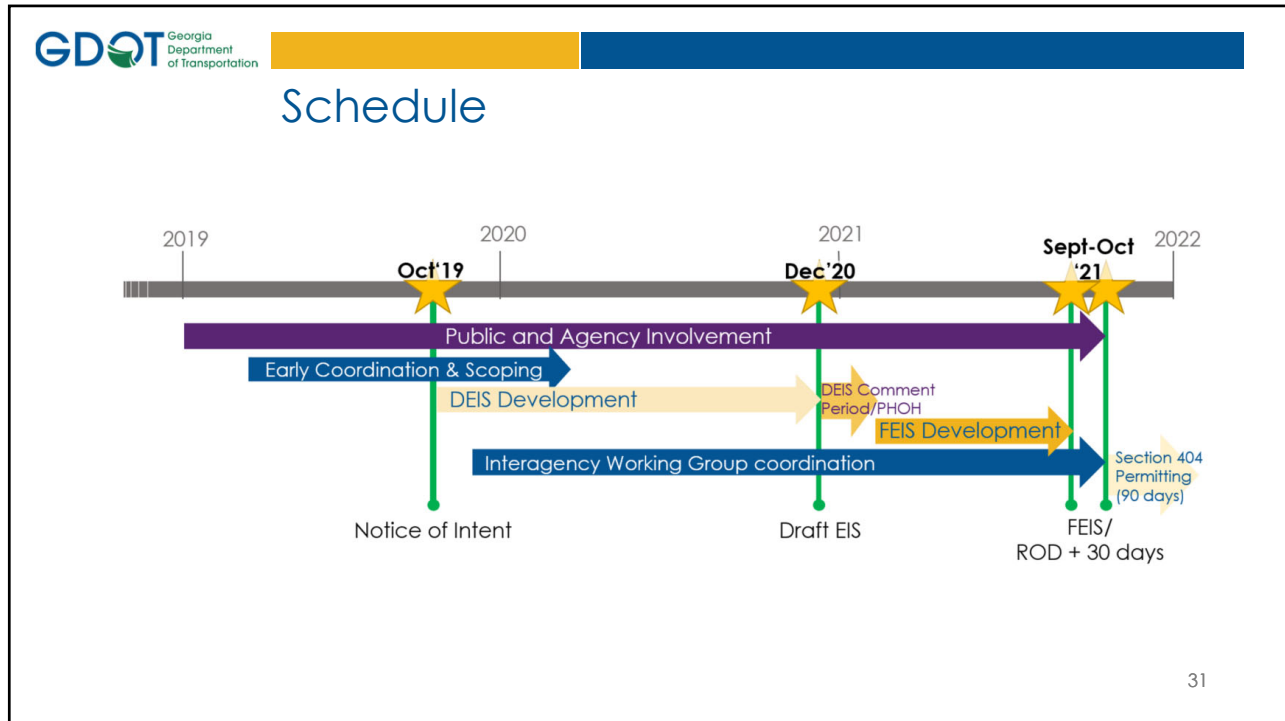 GDOT
Georgia
Department
of Transportation
Schedule
2019
2020
2021
2022
Oct'19
Dec'20
Sept-Oct
'21
Public and Agency Involvement
Early Coordination & Scoping
DEIS Development
DEIS Comment
Period/PHOH
FEIS Development
Interagency Working Group coordination
Section 404
Permitting
(90 days)
Notice of Intent
Draft EIS
FEIS/
ROD + 30 days
31